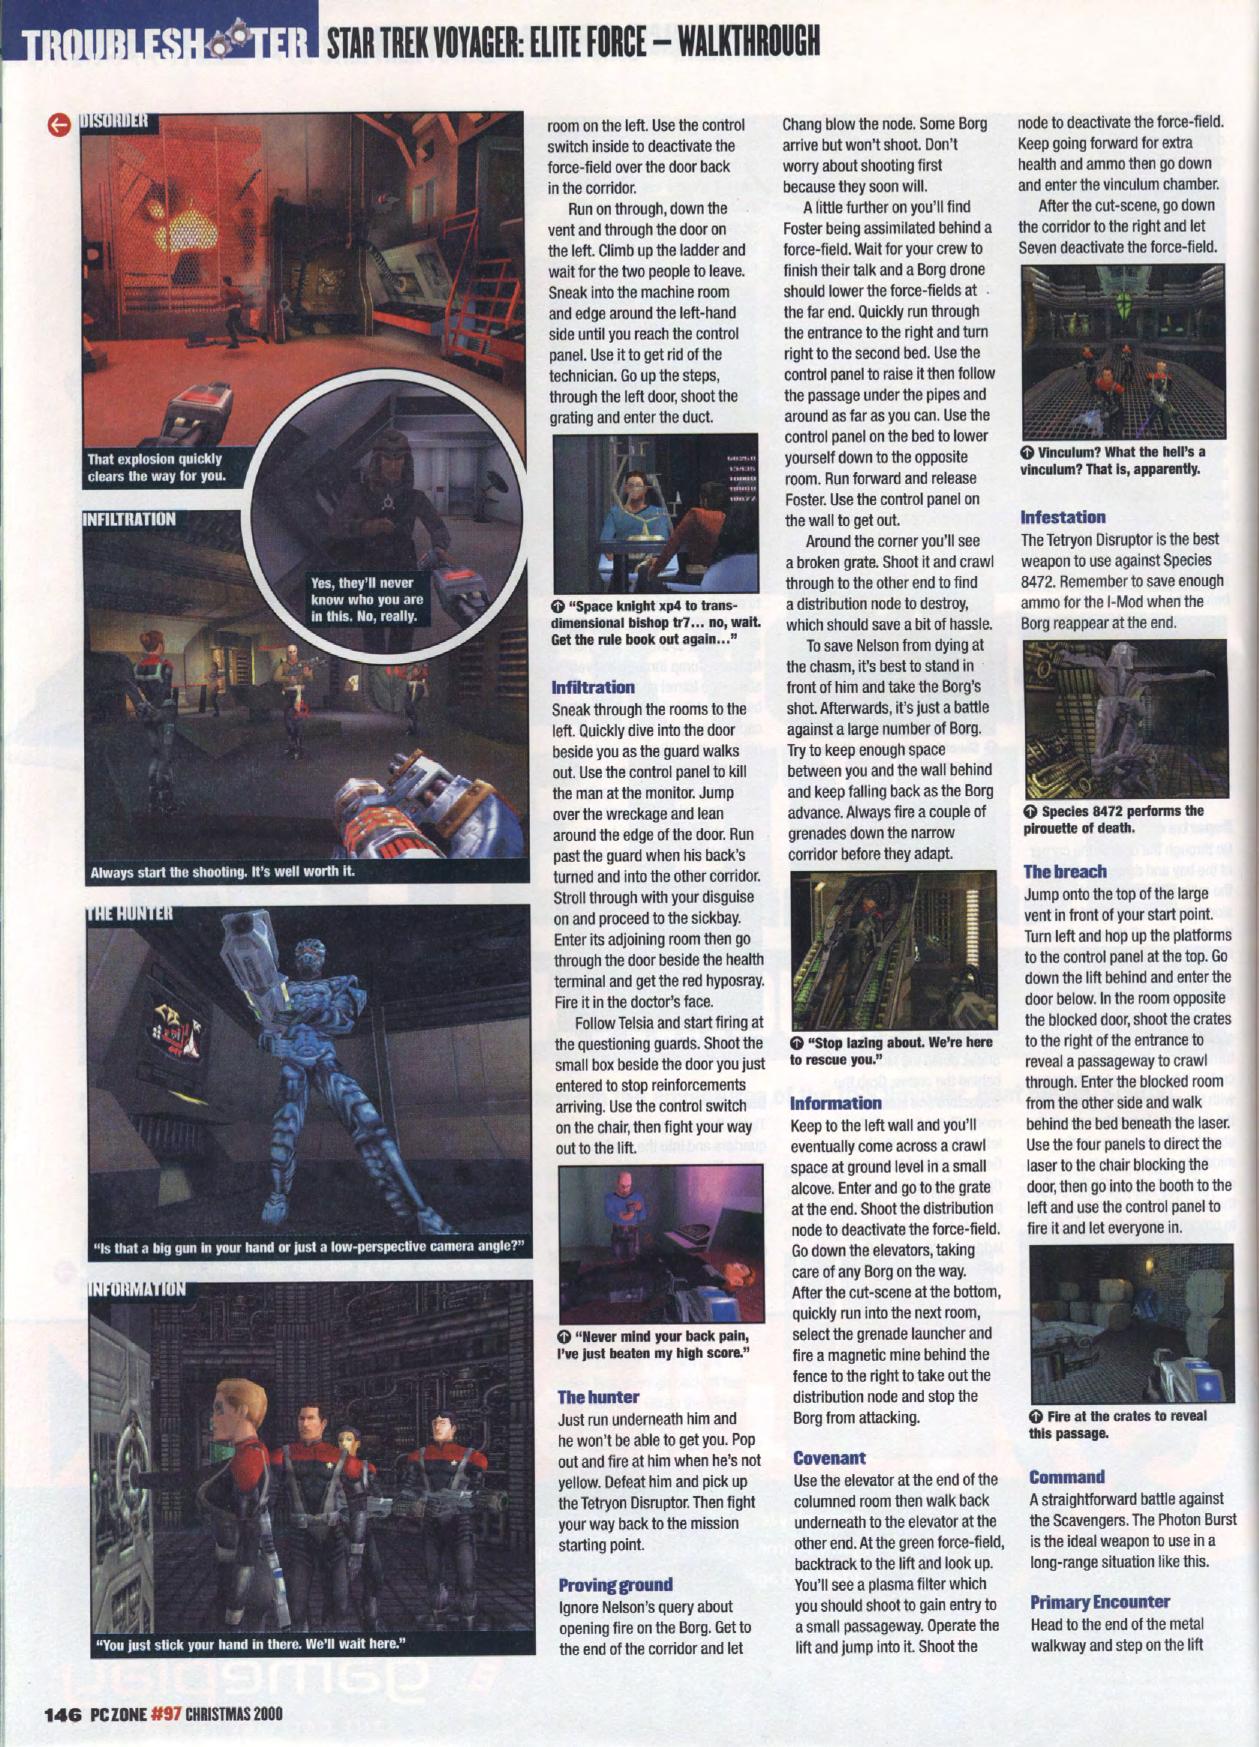 TROUBLESHOOTER STAR TREK VOYAGER: ELITE FORCE – WALKTHROUGH
DISORDER
That explosion quickly
clears the way for you.
Yes, they'll never
know who you are
in this. No, really.
INFILTRATION
Always start the shooting. It's well worth it.
THE HUNTER
"Is that a big gun in your hand or just a low-perspective camera angle?"
INFORMATION
"You just stick your hand in there. We'll wait here."
room on the left. Use the control
switch inside to deactivate the
force-field over the door back
in the corridor.
Run on through, down the
vent and through the door on
the left. Climb up the ladder and
wait for the two people to leave.
Sneak into the machine room
and edge around the left-hand
side until you reach the control
panel. Use it to get rid of the
technician. Go up the steps,
through the left door, shoot the
grating and enter the duct.
"Space knight xp4 to trans-
dimensional bishop tr7... no, wait.
Get the rule book out again..."
Infiltration
Sneak through the rooms to the
left. Quickly dive into the door
beside you as the guard walks
out. Use the control panel to kill
the man at the monitor. Jump
over the wreckage and lean
around the edge of the door. Run
past the guard when his back's
turned and into the other corridor.
Stroll through with your disguise
on and proceed to the sickbay.
Enter its adjoining room then go
through the door beside the health
terminal and get the red hyposray.
Fire it in the doctor's face.
Follow Telsia and start firing at
the questioning guards. Shoot the
small box beside the door you just
entered to stop reinforcements
arriving. Use the control switch
on the chair, then fight your way
out to the lift.
"Never mind your back pain,
I've just beaten my high score."
The hunter
Just run underneath him and
he won't be able to get you. Pop
out and fire at him when he's not
yellow. Defeat him and pick up
the Tetryon Disruptor. Then fight
your way back to the mission
starting point.
Proving ground
Ignore Nelson's query about
opening fire on the Borg. Get to
the end of the corridor and let
Chang blow the node. Some Borg
arrive but won't shoot. Don't
worry about shooting first
because they soon will.
A little further on you'll find
Foster being assimilated behind a
force-field. Wait for your crew to
finish their talk and a Borg drone
should lower the force-fields at
the far end. Quickly run through
the entrance to the right and turn
right to the second bed. Use the
control panel to raise it then follow
the passage under the pipes and
around as far as you can. Use the
control panel on the bed to lower
yourself down to the opposite
room. Run forward and release
Foster. Use the control panel on
the wall to get out.
Around the corner you'll see
a broken grate. Shoot it and crawl
through to the other end to find
a distribution node to destroy,
which should save a bit of hassle.
To save Nelson from dying at
the chasm, it's best to stand in
front of him and take the Borg's
shot. Afterwards, it's just a battle
against a large number of Borg.
Try to keep enough space
between you and the wall behind
and keep falling back as the Borg
advance. Always fire a couple of
grenades down the narrow
corridor before they adapt.
"Stop lazing about. We're here
to rescue you."
Information
Keep to the left wall and you'll
eventually come across a crawl
space at ground level in a small
alcove. Enter and go to the grate
at the end. Shoot the distribution
node to deactivate the force-field.
Go down the elevators, taking
care of any Borg on the way.
After the cut-scene at the bottom,
quickly run into the next room,
select the grenade launcher and
fire a magnetic mine behind the
fence to the right to take out the
distribution node and stop the
Borg from attacking.
Covenant
Use the elevator at the end of the
columned room then walk back
underneath to the elevator at the
other end. At the green force-field,
backtrack to the lift and look up.
You'll see a plasma filter which
you should shoot to gain entry to
a small passageway. Operate the
lift and jump into it. Shoot the
node to deactivate the force-field.
Keep going forward for extra
health and ammo then go down
and enter the vinculum chamber.
After the cut-scene, go down
the corridor to the right and let
Seven deactivate the force-field.
Vinculum? What the hell's a
vinculum? That is, apparently.
Infestation
The Tetryon Disruptor is the best
weapon to use against Species
8472. Remember to save enough
ammo for the I-Mod when the
Borg reappear at the end.
Species 8472 performs the
pirouette of death.
The breach
Jump onto the top of the large
vent in front of your start point.
Turn left and hop up the platforms
to the control panel at the top. Go
down the lift behind and enter the
door below. In the room opposite
the blocked door, shoot the crates
to the right of the entrance to
reveal a passageway to crawl
through. Enter the blocked room
from the other side and walk
behind the bed beneath the laser.
Use the four panels to direct the
laser to the chair blocking the
door, then go into the booth to the
left and use the control panel to
fire it and let everyone in.
Fire at the crates to reveal
this passage.
Command
A straightforward battle against
the Scavengers. The Photon Burst
is the ideal weapon to use in a
long-range situation like this.
Primary Encounter
Head to the end of the metal
walkway and step on the lift
146 PCZONE #97 CHRISTMAS 2000